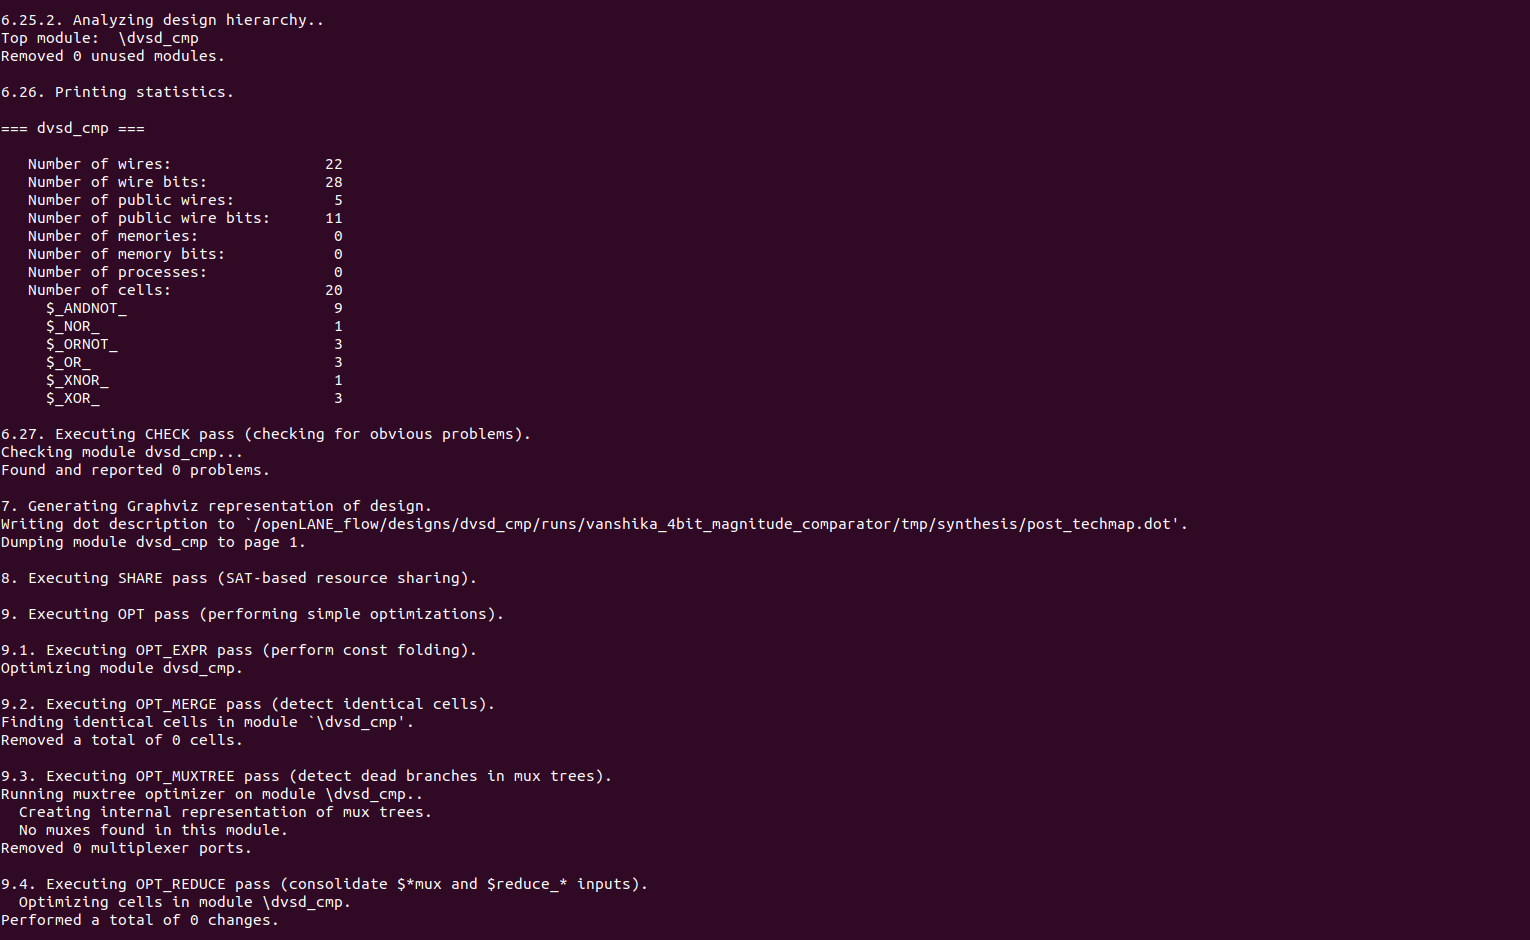 6.25.2. Analyzing design hierarchy..
Top module:  \dvsd_cmp
Removed 0 unused modules.
6.26. Printing statistics.
=== dvsd_cmp ===
Number of wires:                 22
Number of wire bits:             28
Number of public wires:           5
Number of public wire bits:      11
Number of memories:               0
Number of memory bits:            0
Number of processes:              0
Number of cells:                 20
$_ANDNOT_                       9
$_NOR_                          1
$_ORNOT_                        3
$_OR_                           3
$_XNOR_                         1
$_XOR_                          3
6.27. Executing CHECK pass (checking for obvious problems).
Checking module dvsd_cmp...
Found and reported 0 problems.
7. Generating Graphviz representation of design.
Writing dot description to `/openLANE_flow/designs/dvsd_cmp/runs/vanshika_4bit_magnitude_comparator/tmp/synthesis/post_techmap.dot'.
Dumping module dvsd_cmp to page 1.
8. Executing SHARE pass (SAT-based resource sharing).
9. Executing OPT pass (performing simple optimizations).
9.1. Executing OPT_EXPR pass (perform const folding).
Optimizing module dvsd_cmp.
9.2. Executing OPT_MERGE pass (detect identical cells).
Finding identical cells in module `\dvsd_cmp'.
Removed a total of 0 cells.
9.3. Executing OPT_MUXTREE pass (detect dead branches in mux trees).
Running muxtree optimizer on module \dvsd_cmp..
Creating internal representation of mux trees.
No muxes found in this module.
Removed 0 multiplexer ports.
9.4. Executing OPT_REDUCE pass (consolidate $*mux and $reduce_* inputs).
Optimizing cells in module \dvsd_cmp.
Performed a total of 0 changes.